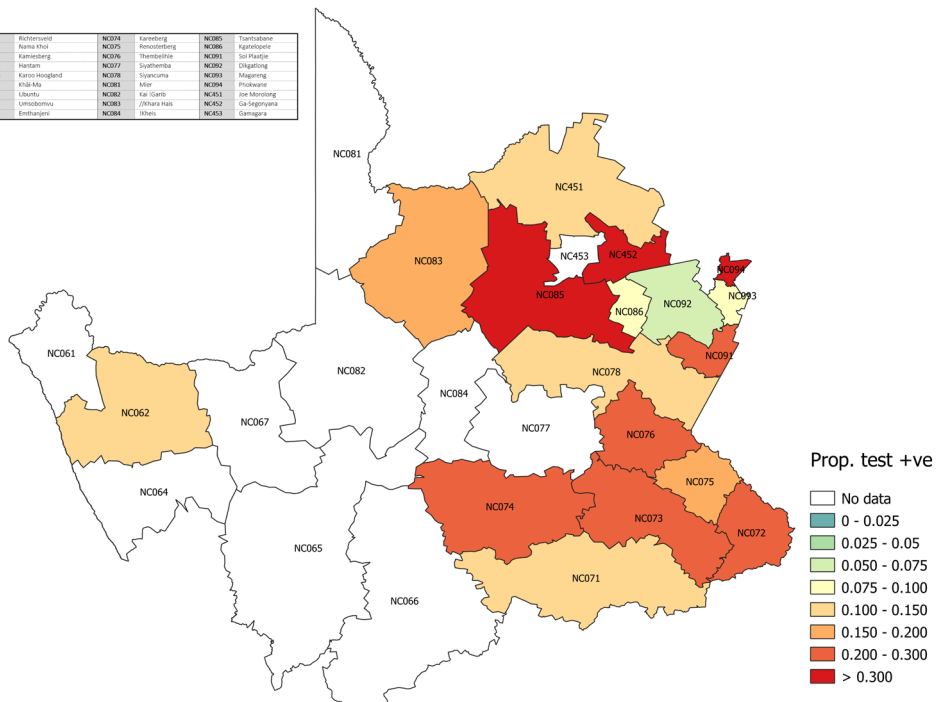 Richtersveld NC074 Kareeberg NC085 Tsantsabane
Nama Khoi NC075 Renosterberg NC086 Kgatelopele
Kamiesberg NC076 Thembelihle NC091 Sol Plaatjie
Hantam NC077 Siyathemba NC092 Dikgatlong
Karoo Hoogland NC078 Siyancuma NC093 Magareng
Khâi-Ma NC081 Mier NC094 Phokwane
Ubuntu NC082 Kai !Garib NC451 Joe Morolong
Umsobomvu NC083 //Khara Hais NC452 Ga-Segonyana
Emthanjeni NC084 !Kheis NC453 Gamagara
NC081
NC451
NC453
NC452
NC083
NC094
NC085
NC093
NC092
NC086
NC061
NC091
NC082
NC078
NC084
NC062
NC067
NC077
NC076
NC064
NC075
NC074
NC073
NC072
NC065
NC071
NC066
Prop. test +ve
No data
0 - 0.025
0.025 - 0.05
0.050 - 0.075
0.075 - 0.100
0.100 - 0.150
0.150 - 0.200
0.200 - 0.300
> 0.300